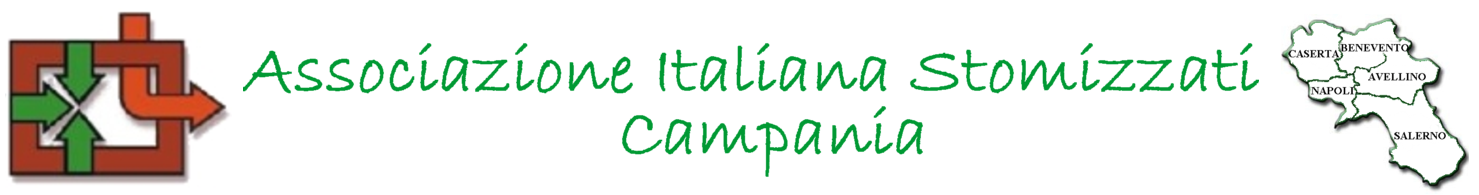 Associazione Italiana Stomizzati
Campania
CASERTA
BENEVENTO
AVELLINO
NAPOLI
SALERNO